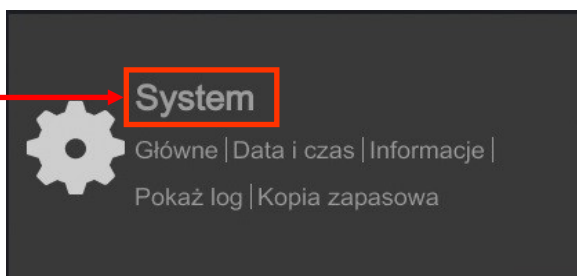 System
Główne | Data i czas | Informacje |
Pokaż log | Kopia zapasowa